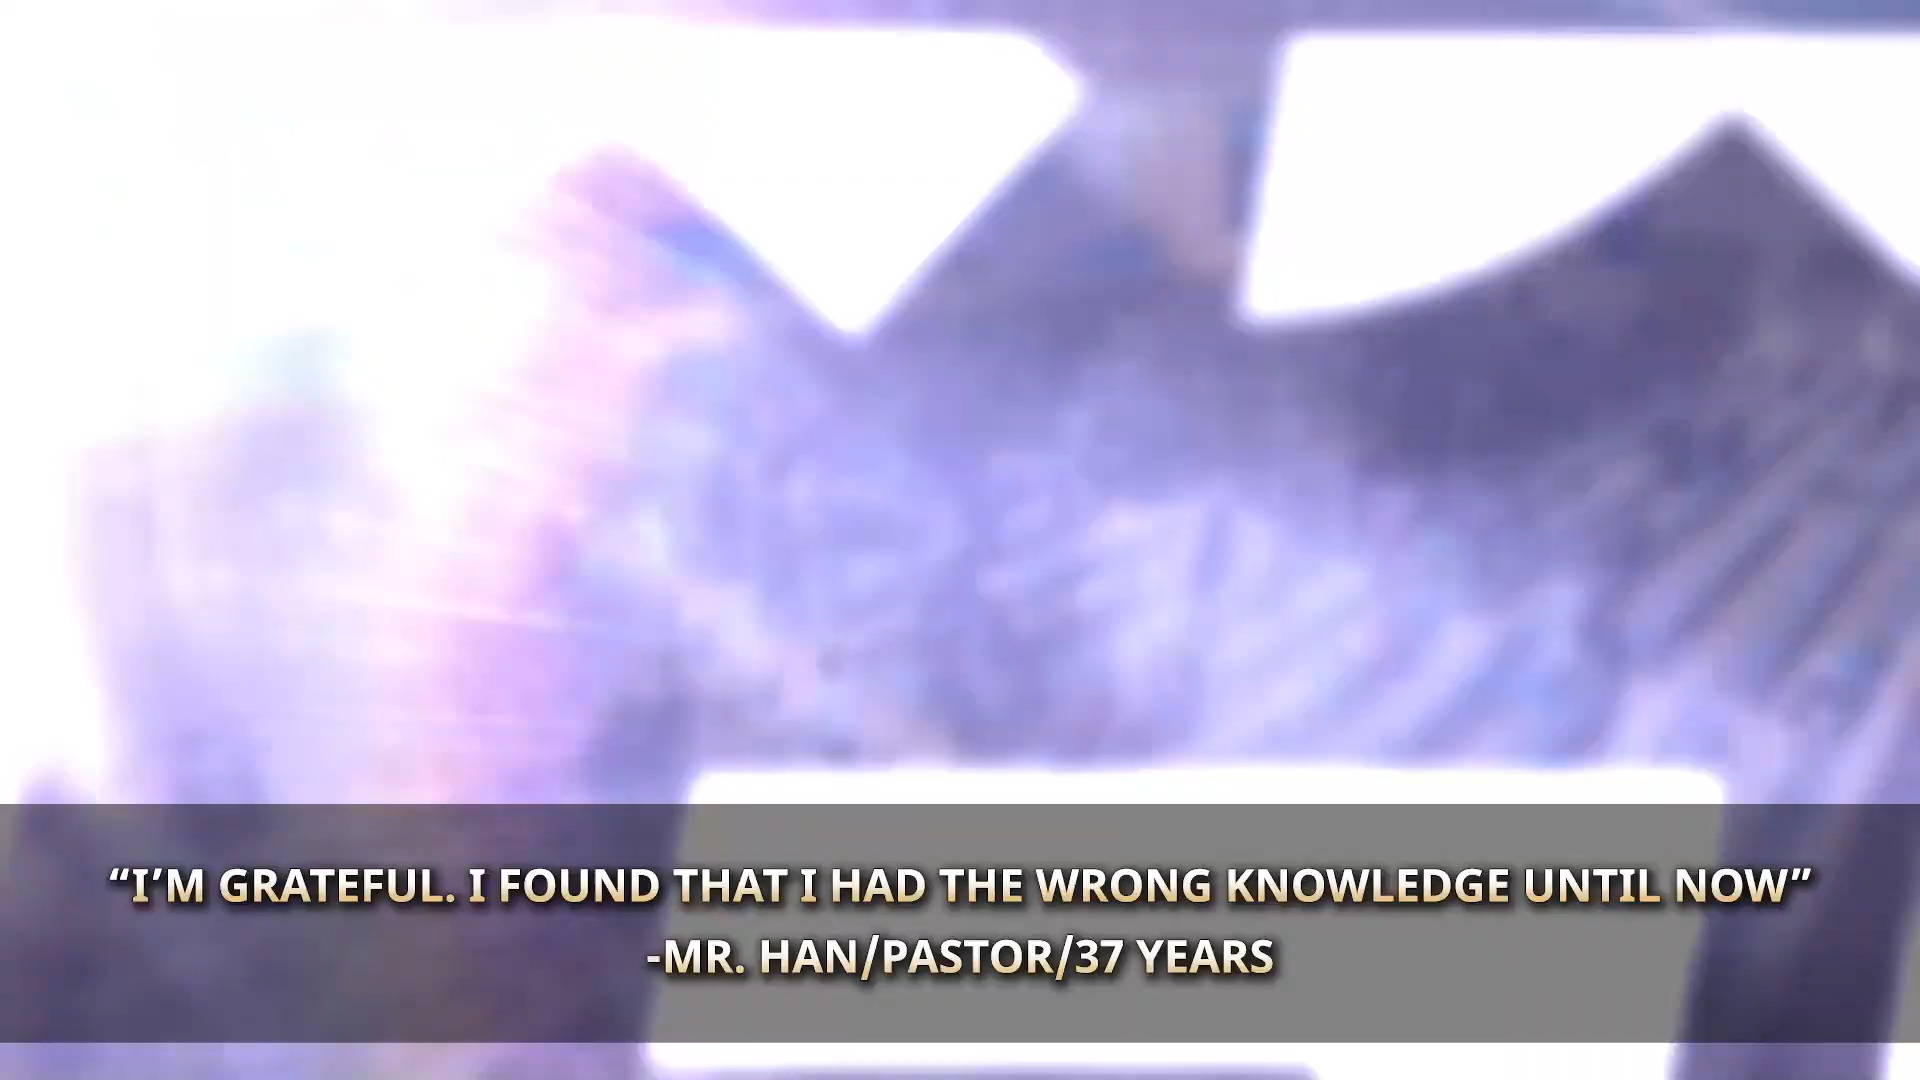 “I’M GRATEFUL. I FOUND THAT I HAD THE WRONG KNOWLEDGE UNTIL NOW”
-MR. HAN/PASTOR/37 YEARS